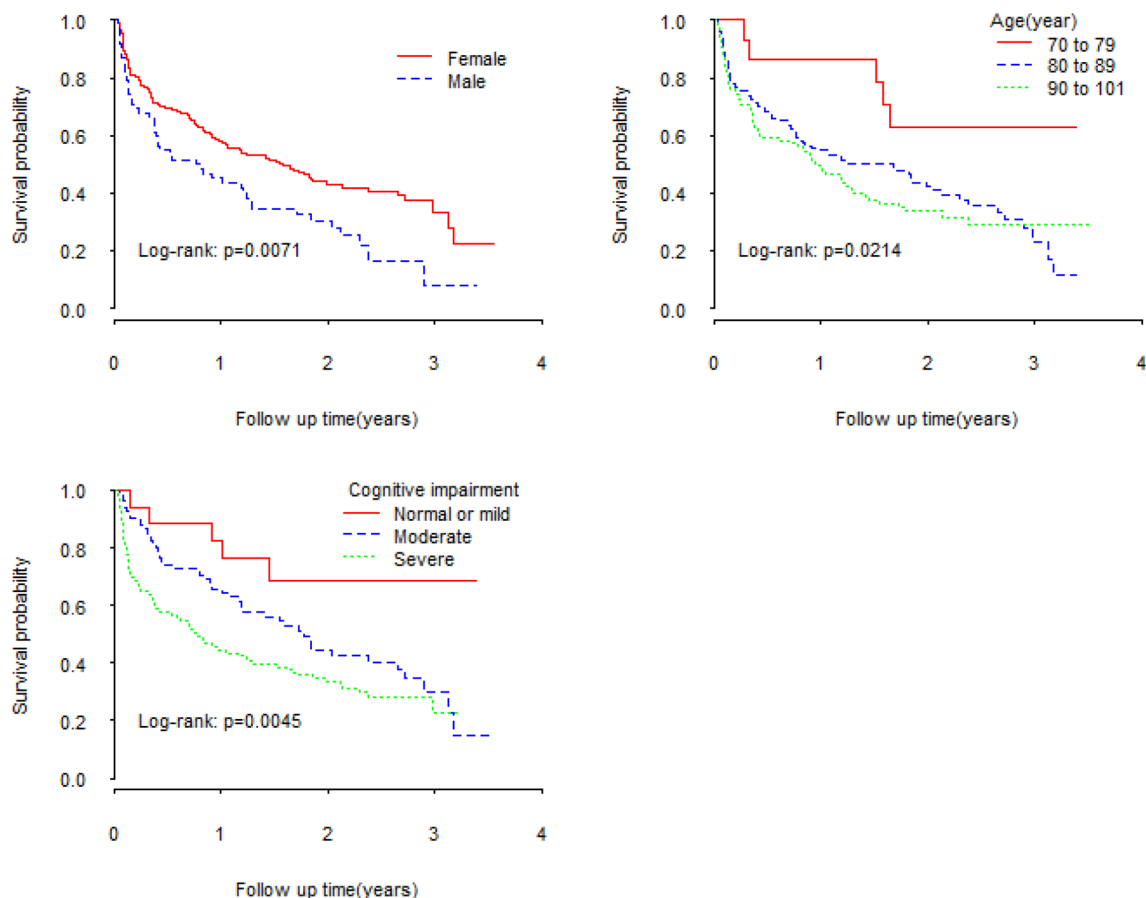 1.0
0.8
0.6
0.4
0.2
0.0
Survival probability
Female
Male
Log-rank: p=0.0071
0 1 2 3 4
Follow up time(years)
1.0
0.8
0.6
0.4
0.2
0.0
Survival probability
Age(year)
70 to 79
80 to 89
90 to 101
Log-rank: p=0.0214
0 1 2 3 4
Follow up time(years)
1.0
0.8
0.6
0.4
0.2
0.0
Survival probability
Cognitive impairment
Normal or mild
Moderate
Severe
Log-rank: p=0.0045
0 1 2 3 4
Follow up time(years)